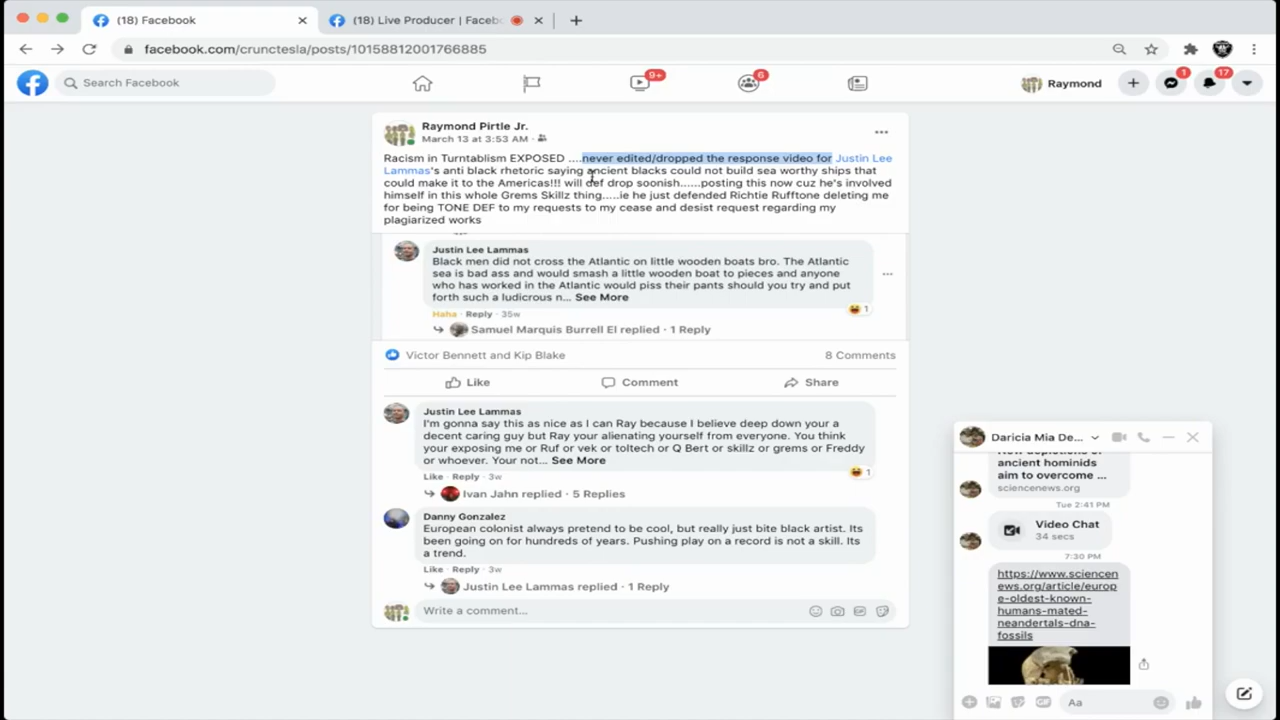 (18) Facebook
(18) Live Producer | Faceb
facebook.com/crunctesla/posts/10158812001766885
Search Facebook
9+
6
Raymond
1
17
Raymond Pirtle Jr.
March 13 at 3:53 AM
Racism in Turntablism EXPOSED ....never edited/dropped the response video for Justin Lee
Lammas's anti black rhetoric saying ancient blacks could not build sea worthy ships that
could make it to the Americas!!! will def drop soonish......posting this now cuz he's involved
himself in this whole Grems Skillz thing.....ie he just defended Richtie Rufftone deleting me
for being TONE DEF to my requests to my cease and desist request regarding my
plagiarized works
Justin Lee Lammas
Black men did not cross the Atlantic on little wooden boats bro. The Atlantic
sea is bad ass and would smash a little wooden boat to pieces and anyone
who has worked in the Atlantic would piss their pants should you try and put
forth such a ludicrous n... See More
1
Haha · Reply · 35w
Samuel Marquis Burrell El replied · 1 Reply
Victor Bennett and Kip Blake
8 Comments
Like
Comment
Share
Justin Lee Lammas
I'm gonna say this as nice as I can Ray because I believe deep down your a
decent caring guy but Ray your alienating yourself from everyone. You think
your exposing me or Ruf or vek or toltech or Q Bert or skillz or grems or Freddy
or whoever. Your not... See More
1
Like · Reply · 3w
Ivan Jahn replied · 5 Replies
Danny Gonzalez
European colonist always pretend to be cool, but really just bite black artist. Its
been going on for hundreds of years. Pushing play on a record is not a skill. Its
a trend.
Like · Reply · 3w
Justin Lee Lammas replied · 1 Reply
Write a comment...
GIF
Daricia Mia De...
New depictions of
ancient hominids
aim to overcome ...
sciencenews.org
Tue 2:41 PM
Video Chat
34 secs
7:30 PM
https://www.sciencen
ews.org/article/europ
e-oldest-known-
humans-mated-
neandertals-dna-
fossils
GIF
Aa